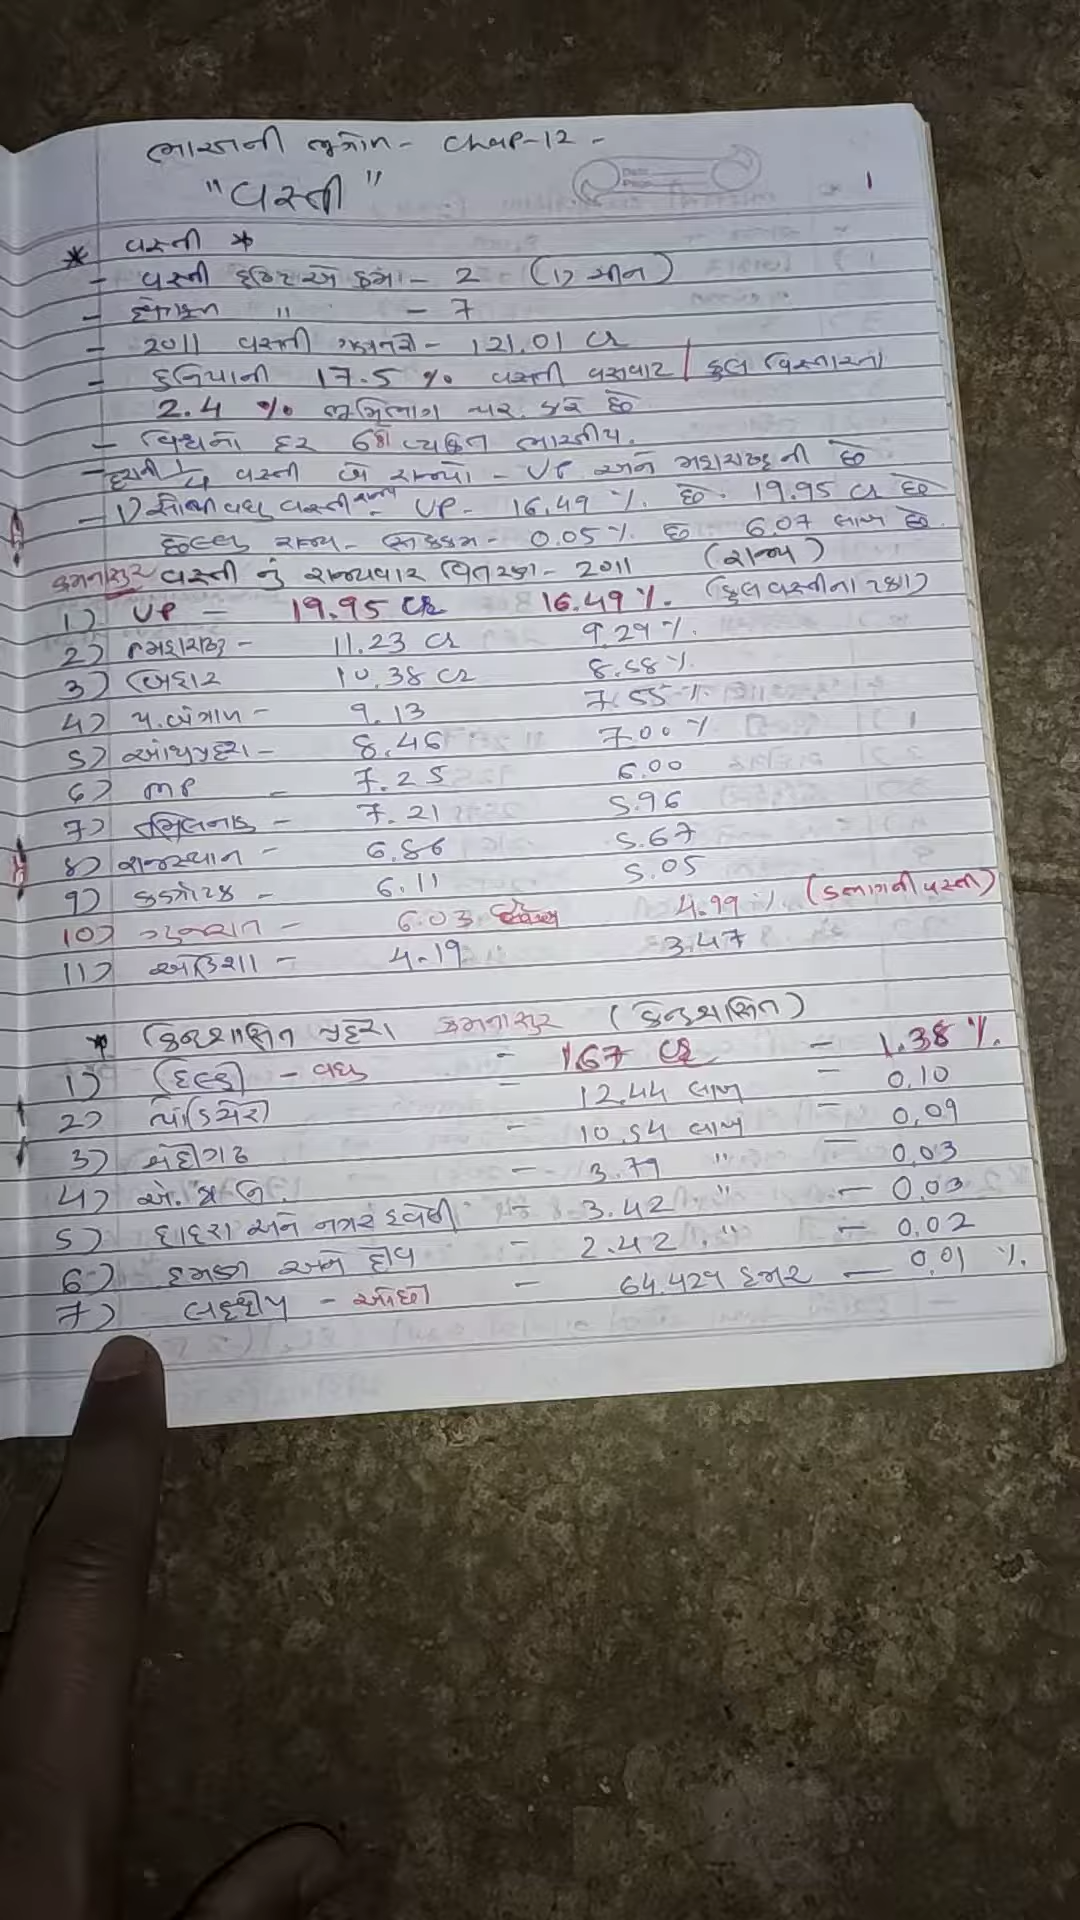 ભારતની ભૂગોળ - Chap-12 -
"વસ્તી"
1
* વસ્તી *
- વસ્તી દ્રષ્ટિએ ક્રમ - 2 (1) ચીન)
- ક્ષેત્રફળ " - 7
- 2011 વસ્તી ગણતરી - 121.01 Cr
- દુનિયાની 17.5 % વસ્તી વસવાટ / કુલ વિસ્તારના
2.4 % ભૂમિભાગ પર કરે છે
- વિશ્વમાં દર 6ઠ્ઠી વ્યક્તિ ભારતીય.
- દેશની 1/4 વસ્તી બે રાજ્યો - UP અને મહારાષ્ટ્રની છે
- 1) સૌથી વધુ વસ્તી રાજ્ય - UP - 16.49 %. છે. 19.95 Cr છે
છેલ્લુ રાજ્ય - સિક્કિમ - 0.05 % છે 6.07 લાખ છે.
ક્રમનાસુર વસ્તી નું રાજ્યવાર વિતરણ - 2011 (રાજ્ય)
1) UP - 19.95 Cr 16.49 %. (કુલ વસ્તીના ટકા)
2) મહારાષ્ટ્ર - 11.23 Cr 9.29 %.
3) બિહાર 10.38 Cr 8.58 %
4) પ. બંગાળ - 9.13 7.55 %.
5) આંધ્રપ્રદેશ - 8.46 7.00 %
6) MP - 7.25 6.00
7) તમિલનાડુ - 7.21 5.96
8) રાજસ્થાન - 6.86 5.67
9) કર્ણાટક - 6.11 5.05
10) ગુજરાત - 6.03 4.99 % (ડલાગની વસ્તી)
11) ઓડિશા - 4.19 3.47
* કેન્દ્રશાસિત પ્રદેશ ક્રમનાસુર (કેન્દ્રશાસિત)
1) દિલ્હી - વધુ - 1.67 Cr - 1.38 %.
2) પોંડિચેરી - 12.44 લાખ - 0.10
3) ચંદીગઢ - 10.54 લાખ - 0.09
4) અં. અ નિ. - 3.79 " - 0.03
5) દાદરા અને નગર હવેલી - 3.42 " - 0.03
6) દમણ અને દીવ - 2.42 " - 0.02
7) લક્ષદ્વીપ - ઓછી - 64.429 હજાર - 0.01 %.